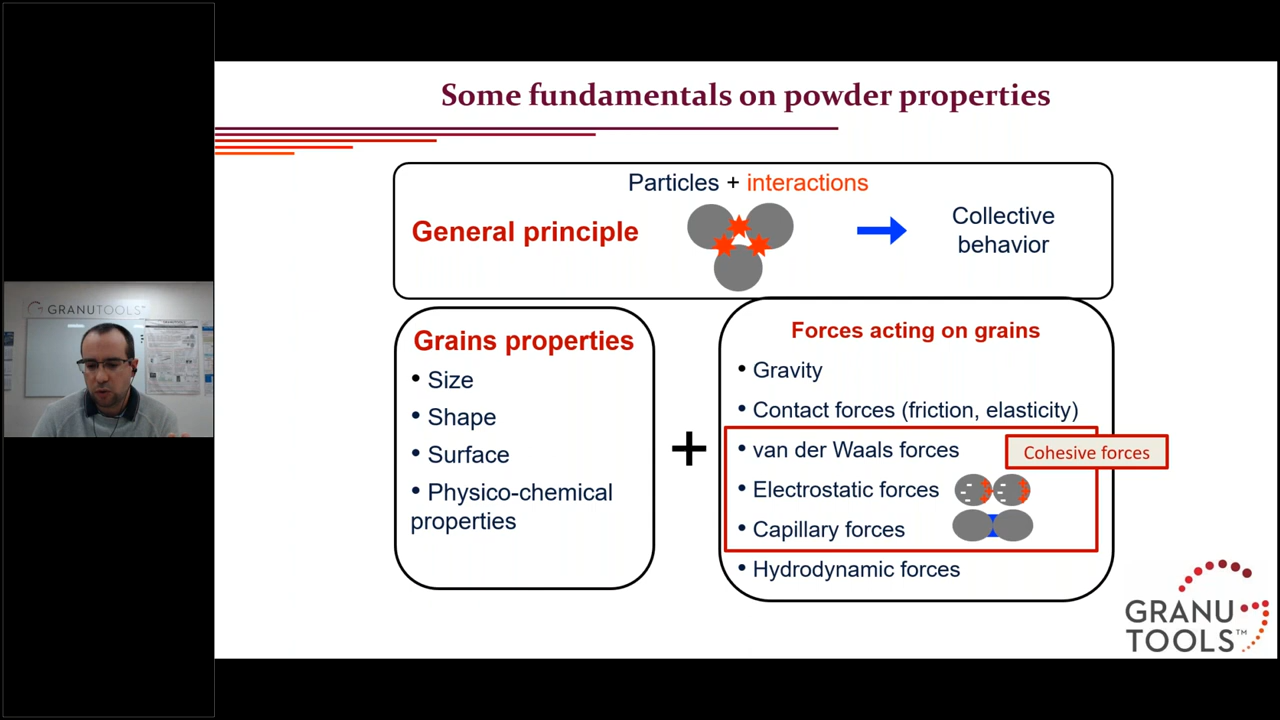 Some fundamentals on powder properties
Particles + interactions
General principle
Collective
behavior
Grains properties
• Size
• Shape
• Surface
• Physico-chemical
properties
+
Forces acting on grains
• Gravity
• Contact forces (friction, elasticity)
• van der Waals forces
Cohesive forces
• Electrostatic forces
• Capillary forces
• Hydrodynamic forces
GRANUTOOLS™
GRANU
TOOLS™